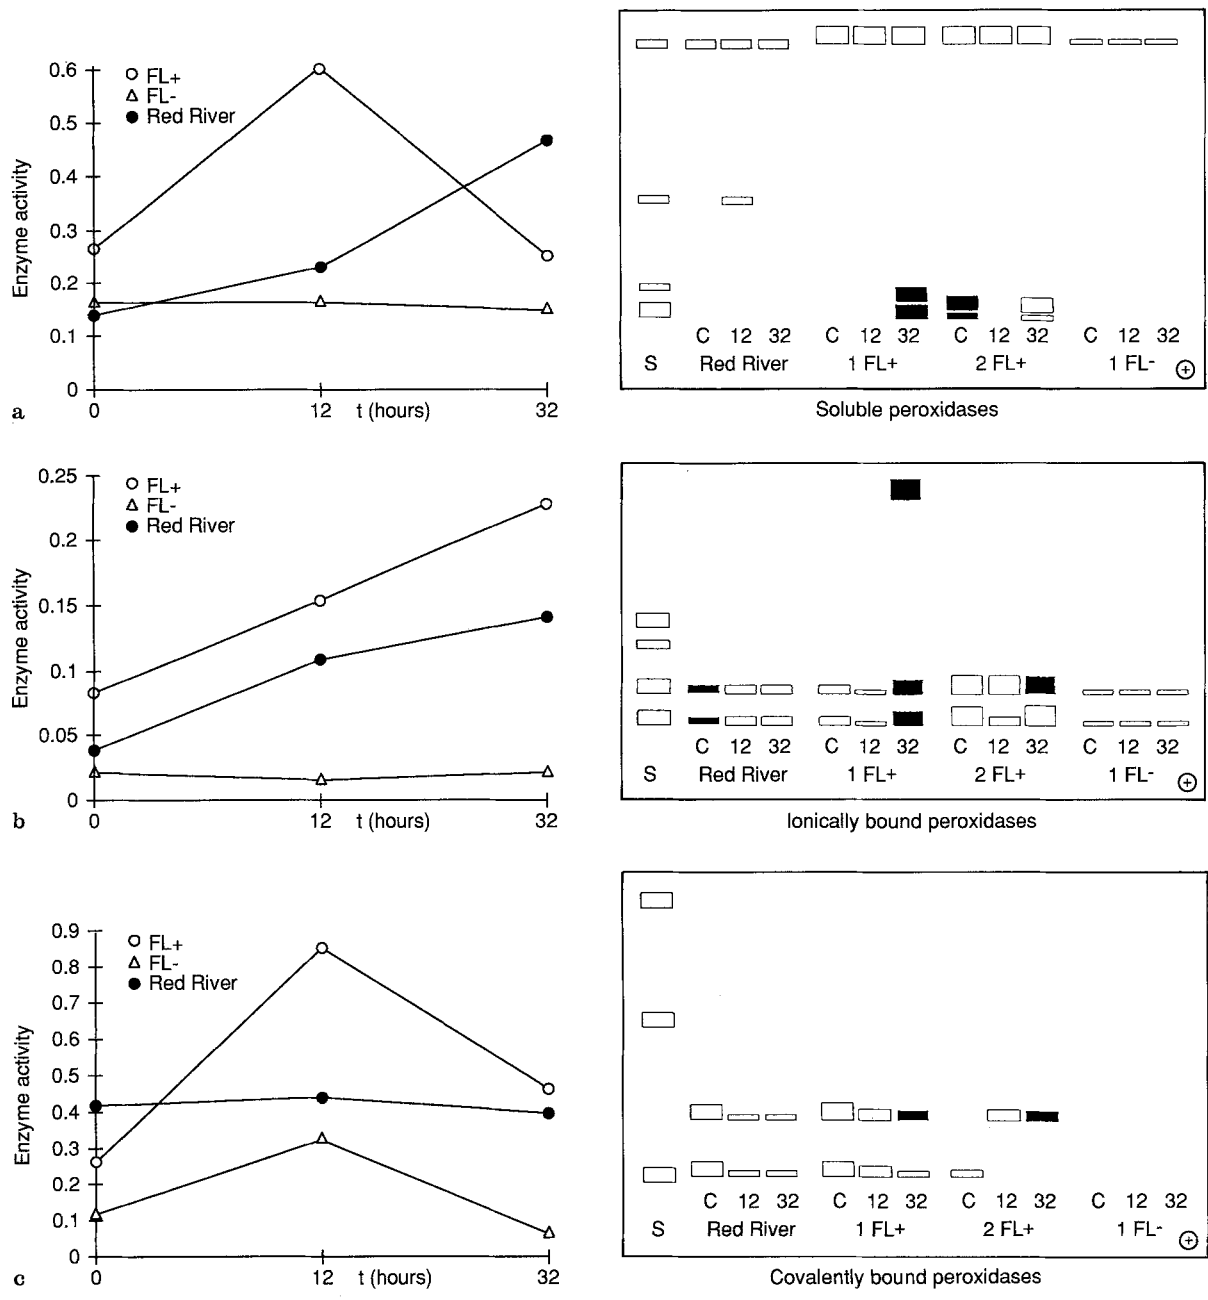 0.6
0.5
0.4
0.3
0.2
0.1
0
Enzyme activity
FL+
FL-
Red River
0 12 t (hours) 32
a
C 12 32 C 12 32 C 12 32 C 12 32
S Red River 1 FL+ 2 FL+ 1 FL- +
Soluble peroxidases
0.25
0.2
0.15
0.1
0.05
0
Enzyme activity
FL+
FL-
Red River
0 12 t (hours) 32
b
C 12 32 C 12 32 C 12 32 C 12 32
S Red River 1 FL+ 2 FL+ 1 FL- +
Ionically bound peroxidases
0.9
0.8
0.7
0.6
0.5
0.4
0.3
0.2
0.1
0
Enzyme activity
FL+
FL-
Red River
0 12 t (hours) 32
c
C 12 32 C 12 32 C 12 32 C 12 32
S Red River 1 FL+ 2 FL+ 1 FL- +
Covalently bound peroxidases